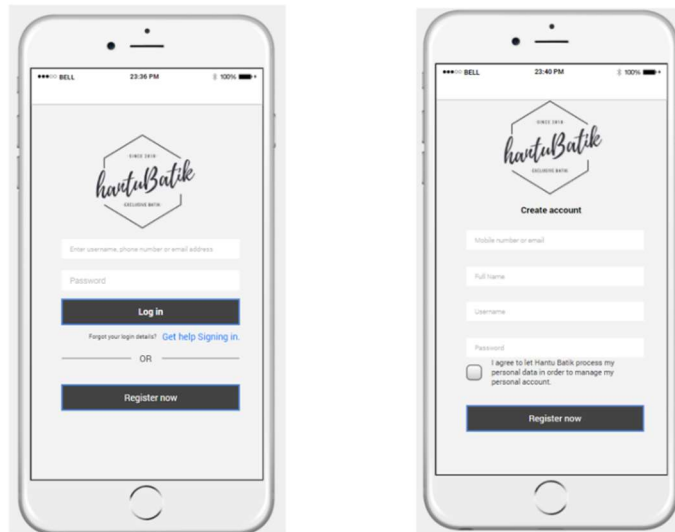 BELL 23:36 PM 100%
SINCE 2018
hantuBatik
EXCLUSIVE BATIK
Enter username, phone number or email address
Password
Log in
Forgot your login details? Get help Signing in.
OR
Register now
BELL 23:40 PM 100%
SINCE 2018
hantuBatik
EXCLUSIVE BATIK
Create account
Mobile number or email
Full Name
Username
Password
I agree to let Hantu Batik process my
personal data in order to manage my
personal account.
Register now